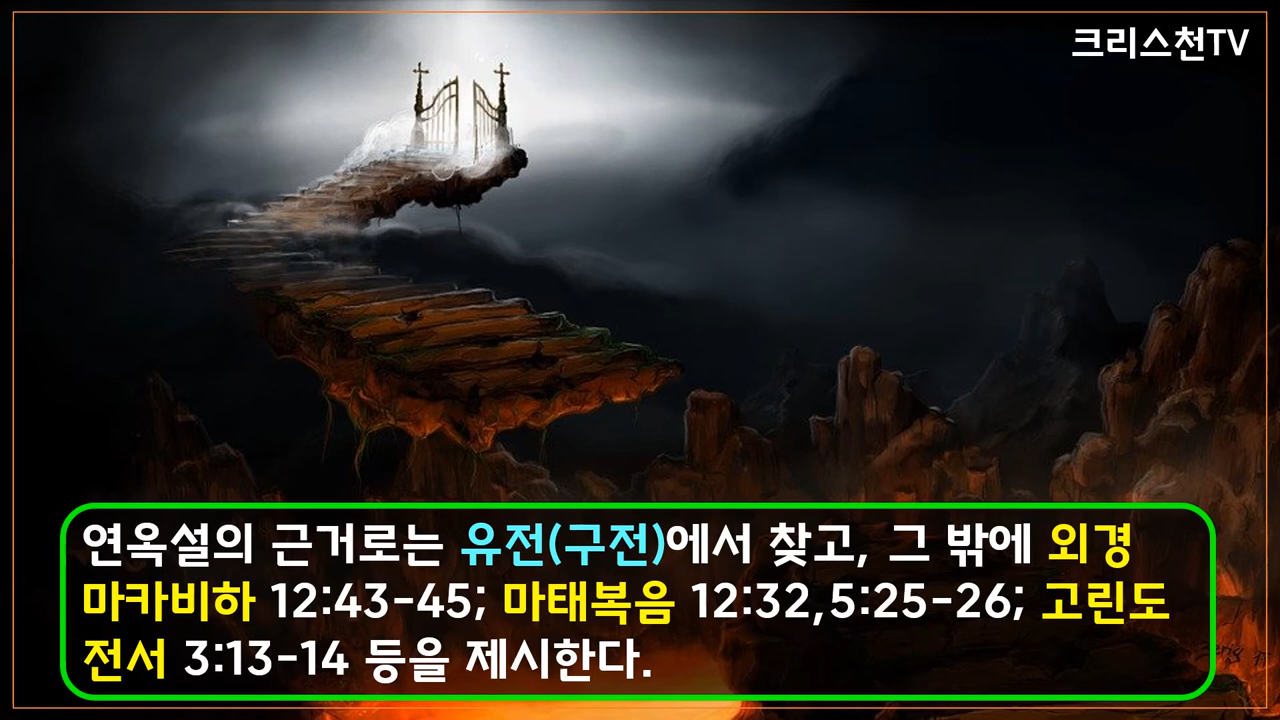 크리스천TV
연옥설의 근거로는 유전(구전)에서 찾고, 그 밖에 외경
마카비하 12:43-45; 마태복음 12:32,5:25-26; 고린도
전서 3:13-14 등을 제시한다.